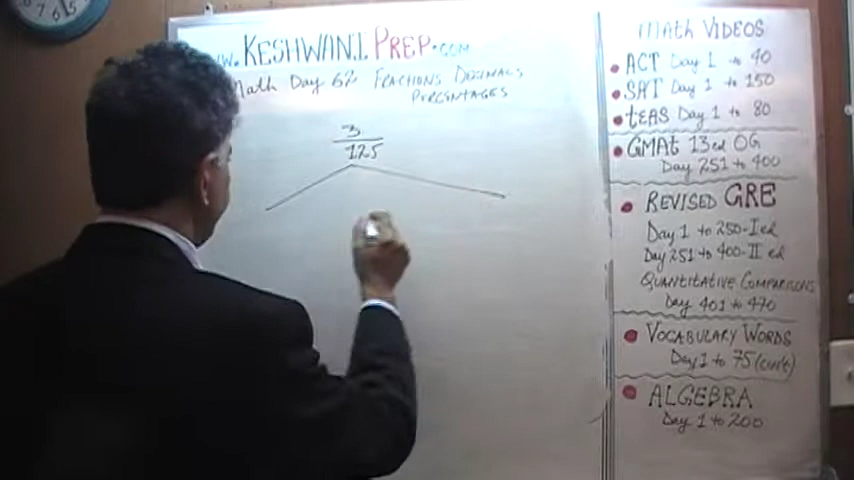 w. KESHWANI PREP.com
Math Day 62 FRACTIONS DECIMALS
PERCENTAGES
3
125
MATH VIDEOS
ACT Day 1 to 40
SAT Day 1 to 150
tEAS Day 1 to 80
GMAt 13ed OG
Day 251 to 400
REVISED GRE
Day 1 to 250-I ed
Day 251 to 400-II ed
QUANTITATIVE COMPARISONS
Day 401 to 470
VOCABULARY WORDS
Day 1 to 75
ALGEBRA
Day 1 to 200